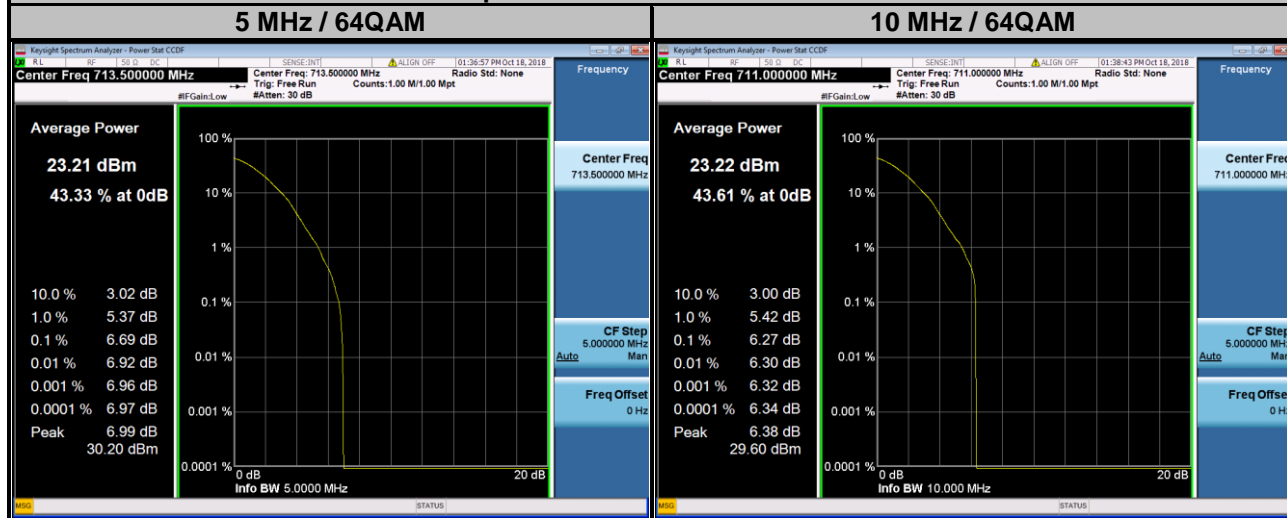 5 MHz / 64QAM
Keysight Spectrum Analyzer - Power Stat CCDF
RL RF 50 Ω DC SENSE:INT ALIGN OFF 01:36:57 PM Oct 18, 2018
Center Freq 713.500000 MHz
Center Freq: 713.500000 MHz Radio Std: None
Trig: Free Run Counts:1.00 M/1.00 Mpt
#IFGain:Low #Atten: 30 dB
Frequency
Average Power
23.21 dBm
43.33 % at 0dB
10.0 % 3.02 dB
1.0 % 5.37 dB
0.1 % 6.69 dB
0.01 % 6.92 dB
0.001 % 6.96 dB
0.0001 % 6.97 dB
Peak 6.99 dB
30.20 dBm
100 %
10 %
1 %
0.1 %
0.01 %
0.001 %
0.0001 %
0 dB 20 dB
Info BW 5.0000 MHz
Center Freq
713.500000 MHz
CF Step
5.000000 MHz
Auto Man
Freq Offset
0 Hz
MSG STATUS
10 MHz / 64QAM
Keysight Spectrum Analyzer - Power Stat CCDF
RL RF 50 Ω DC SENSE:INT ALIGN OFF 01:38:43 PM Oct 18, 2018
Center Freq 711.000000 MHz
Center Freq: 711.000000 MHz Radio Std: None
Trig: Free Run Counts:1.00 M/1.00 Mpt
#IFGain:Low #Atten: 30 dB
Frequency
Average Power
23.22 dBm
43.61 % at 0dB
10.0 % 3.00 dB
1.0 % 5.42 dB
0.1 % 6.27 dB
0.01 % 6.30 dB
0.001 % 6.32 dB
0.0001 % 6.34 dB
Peak 6.38 dB
29.60 dBm
100 %
10 %
1 %
0.1 %
0.01 %
0.001 %
0.0001 %
0 dB 20 dB
Info BW 10.000 MHz
Center Freq
711.000000 MHz
CF Step
5.000000 MHz
Auto Man
Freq Offset
0 Hz
MSG STATUS